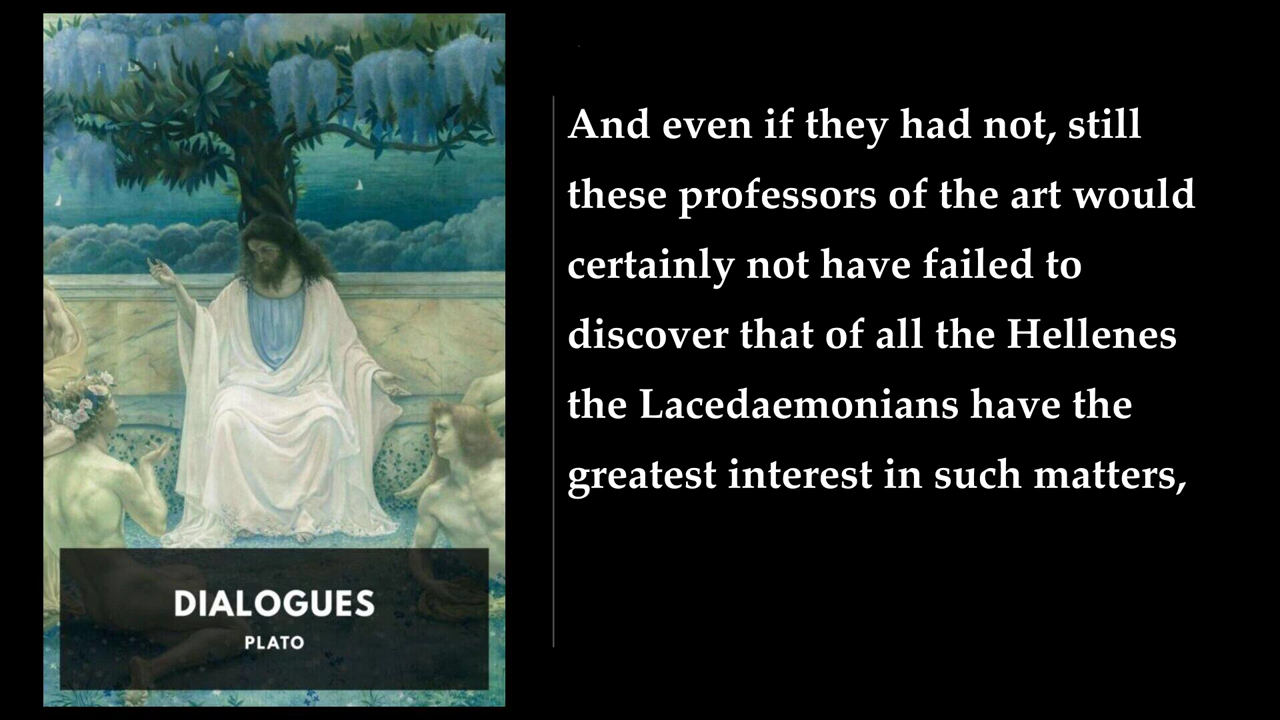 And even if they had not, still
these professors of the art would
certainly not have failed to
discover that of all the Hellenes
the Lacedaemonians have the
greatest interest in such matters,
DIALOGUES
PLATO